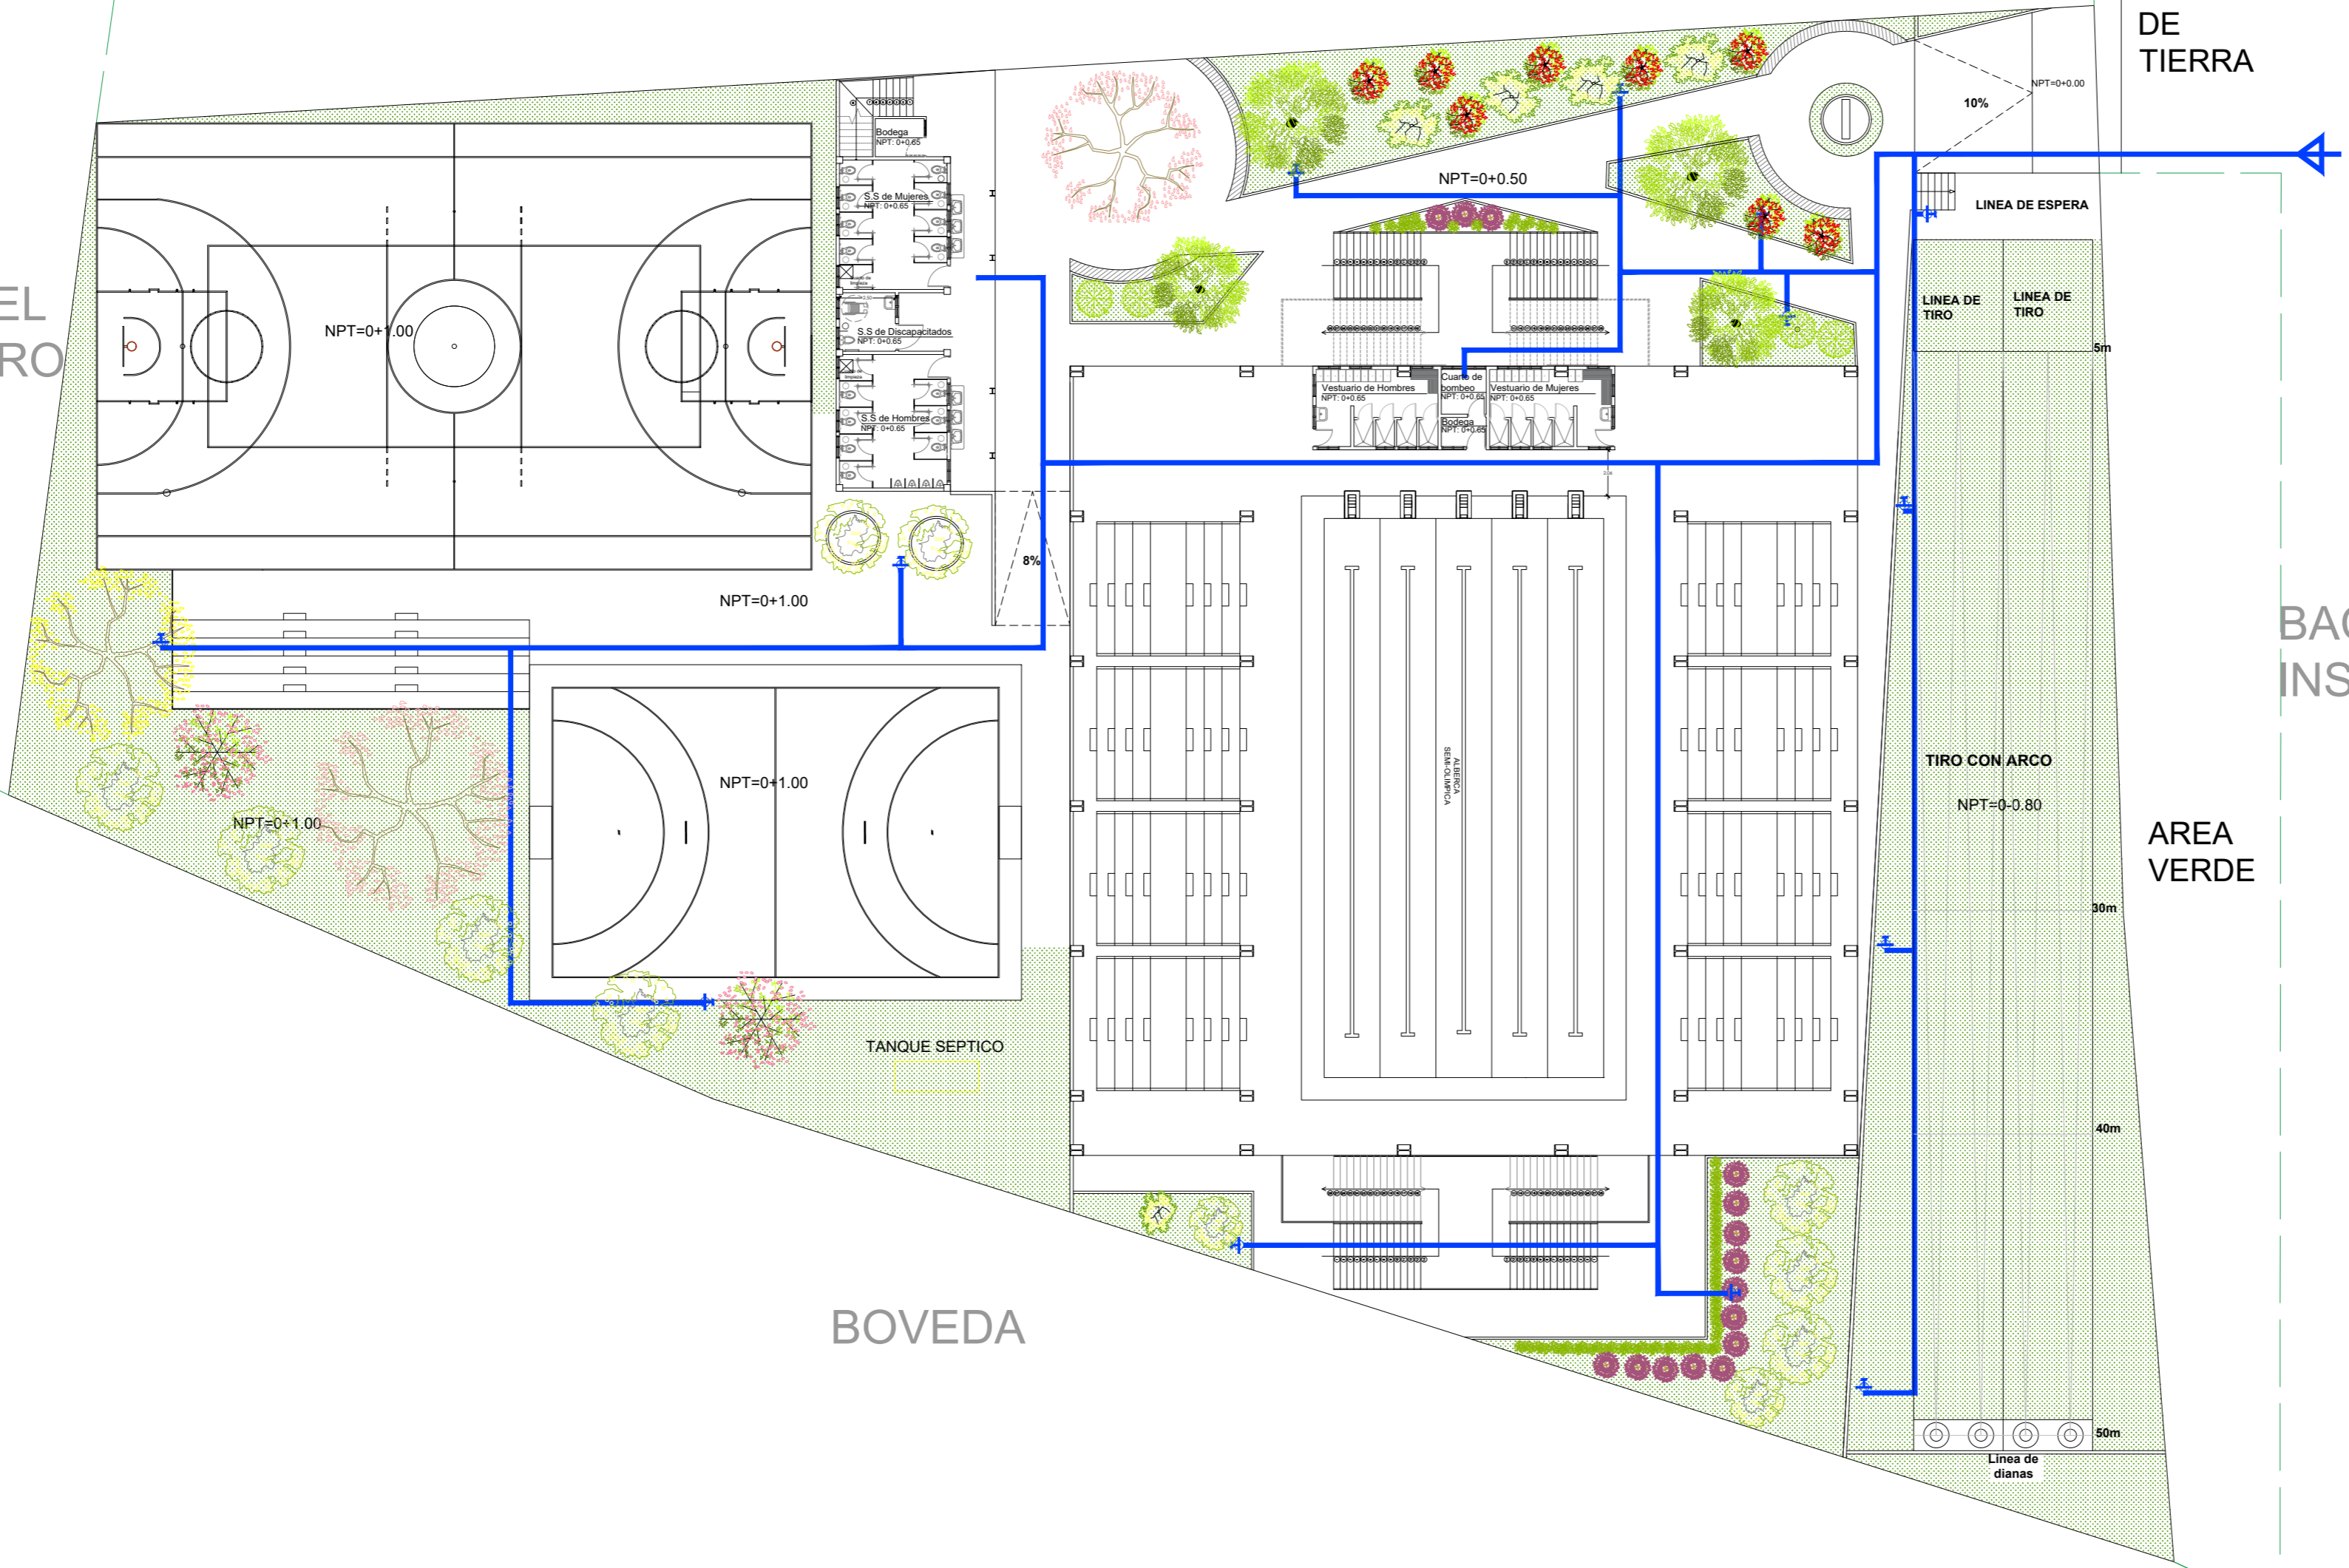 DE
TIERRA
NPT=0+0.00
10%
Bodega
NPT: 0+0.65
S.S de Mujeres
NPT: 0+0.65
NPT=0+0.50
LINEA DE ESPERA
limpieza
LINEA DE
TIRO
LINEA DE
TIRO
EL
RO
NPT=0+1.00
S.S de Discapacitados
NPT: 0+0.65
5m
limpieza
Vestuario de Hombres
NPT: 0+0.65
Cuarto de
bombeo
NPT: 0+0.65
Vestuario de Mujeres
NPT: 0+0.65
S.S de Hombres
NPT: 0+0.65
Bodega
NPT: 0+0.65
8%
NPT=0+1.00
BAC
INS
ALBERCA
SEMI-OLIMPICA
TIRO CON ARCO
NPT=0-0.80
NPT=0+1.00
NPT=0+1.00
AREA
VERDE
30m
TANQUE SEPTICO
40m
BOVEDA
50m
Linea de
dianas